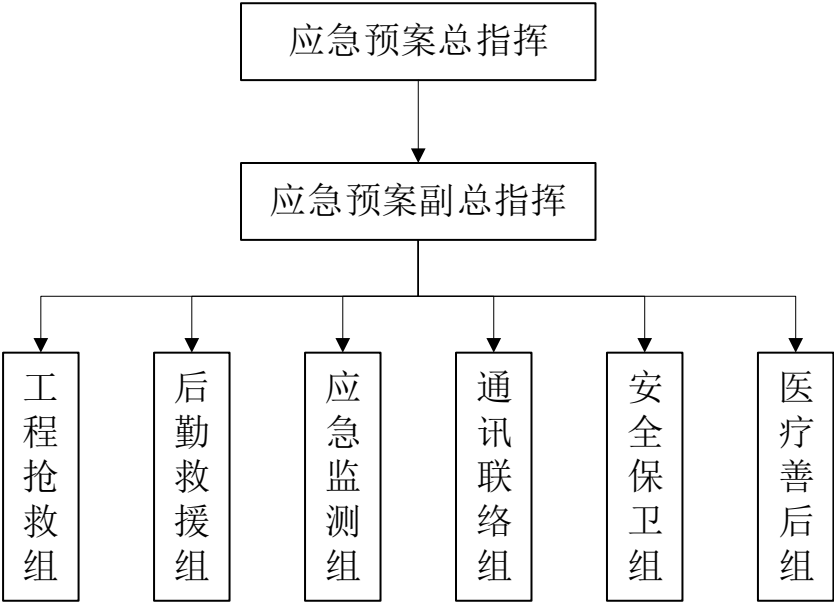 应急预案总指挥
应急预案副总指挥
工程抢救组
后勤救援组
应急监测组
通讯联络组
安全保卫组
医疗善后组